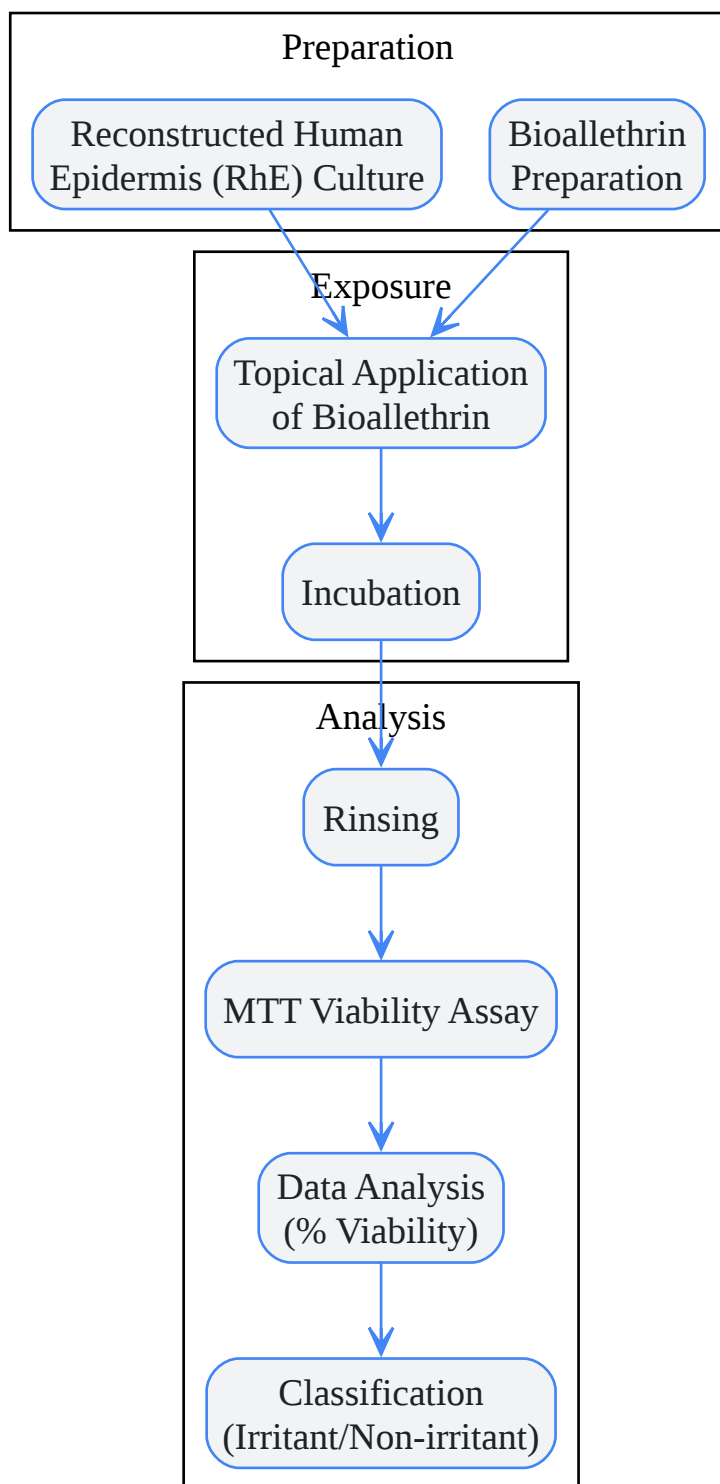 Preparation
Reconstructed Human
Epidermis (RhE) Culture
Bioallethrin
Preparation
Exposure
Topical Application
of Bioallethrin
Incubation
Analysis
Rinsing
MTT Viability Assay
Data Analysis
(% Viability)
Classification
(Irritant/Non-irritant)